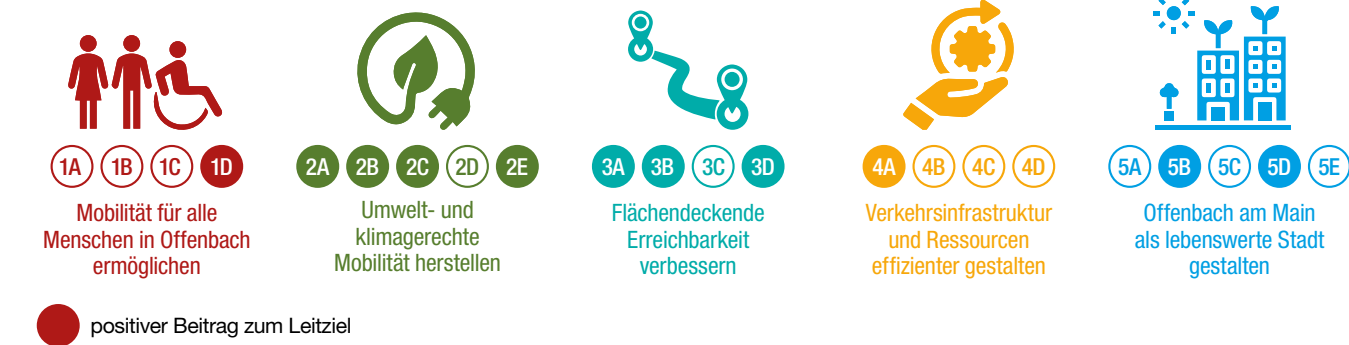 1A 1B 1C 1D
Mobilität für alle
Menschen in Offenbach
ermöglichen
2A 2B 2C 2D 2E
Umwelt- und
klimagerechte
Mobilität herstellen
3A 3B 3C 3D
Flächendeckende
Erreichbarkeit
verbessern
4A 4B 4C 4D
Verkehrsinfrastruktur
und Ressourcen
effizienter gestalten
5A 5B 5C 5D 5E
Offenbach am Main
als lebenswerte Stadt
gestalten
positiver Beitrag zum Leitziel